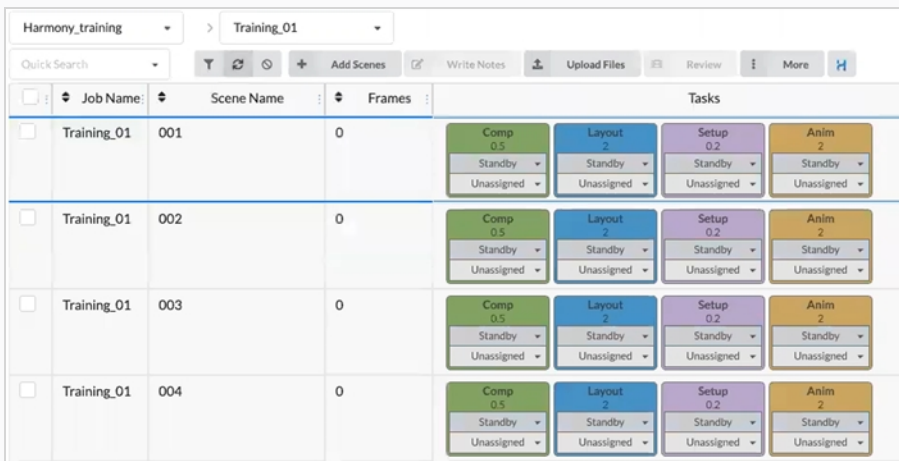 Harmony_training > Training_01
Quick Search Add Scenes Write Notes Upload Files Review More
Job Name Scene Name Frames Tasks
Training_01 001 0
Comp Layout Setup Anim
0.5 2 0.2 2
Standby Standby Standby Standby
Unassigned Unassigned Unassigned Unassigned
Training_01 002 0
Comp Layout Setup Anim
0.5 2 0.2 2
Standby Standby Standby Standby
Unassigned Unassigned Unassigned Unassigned
Training_01 003 0
Comp Layout Setup Anim
0.5 2 0.2 2
Standby Standby Standby Standby
Unassigned Unassigned Unassigned Unassigned
Training_01 004 0
Comp Layout Setup Anim
0.5 2 0.2 2
Standby Standby Standby Standby
Unassigned Unassigned Unassigned Unassigned